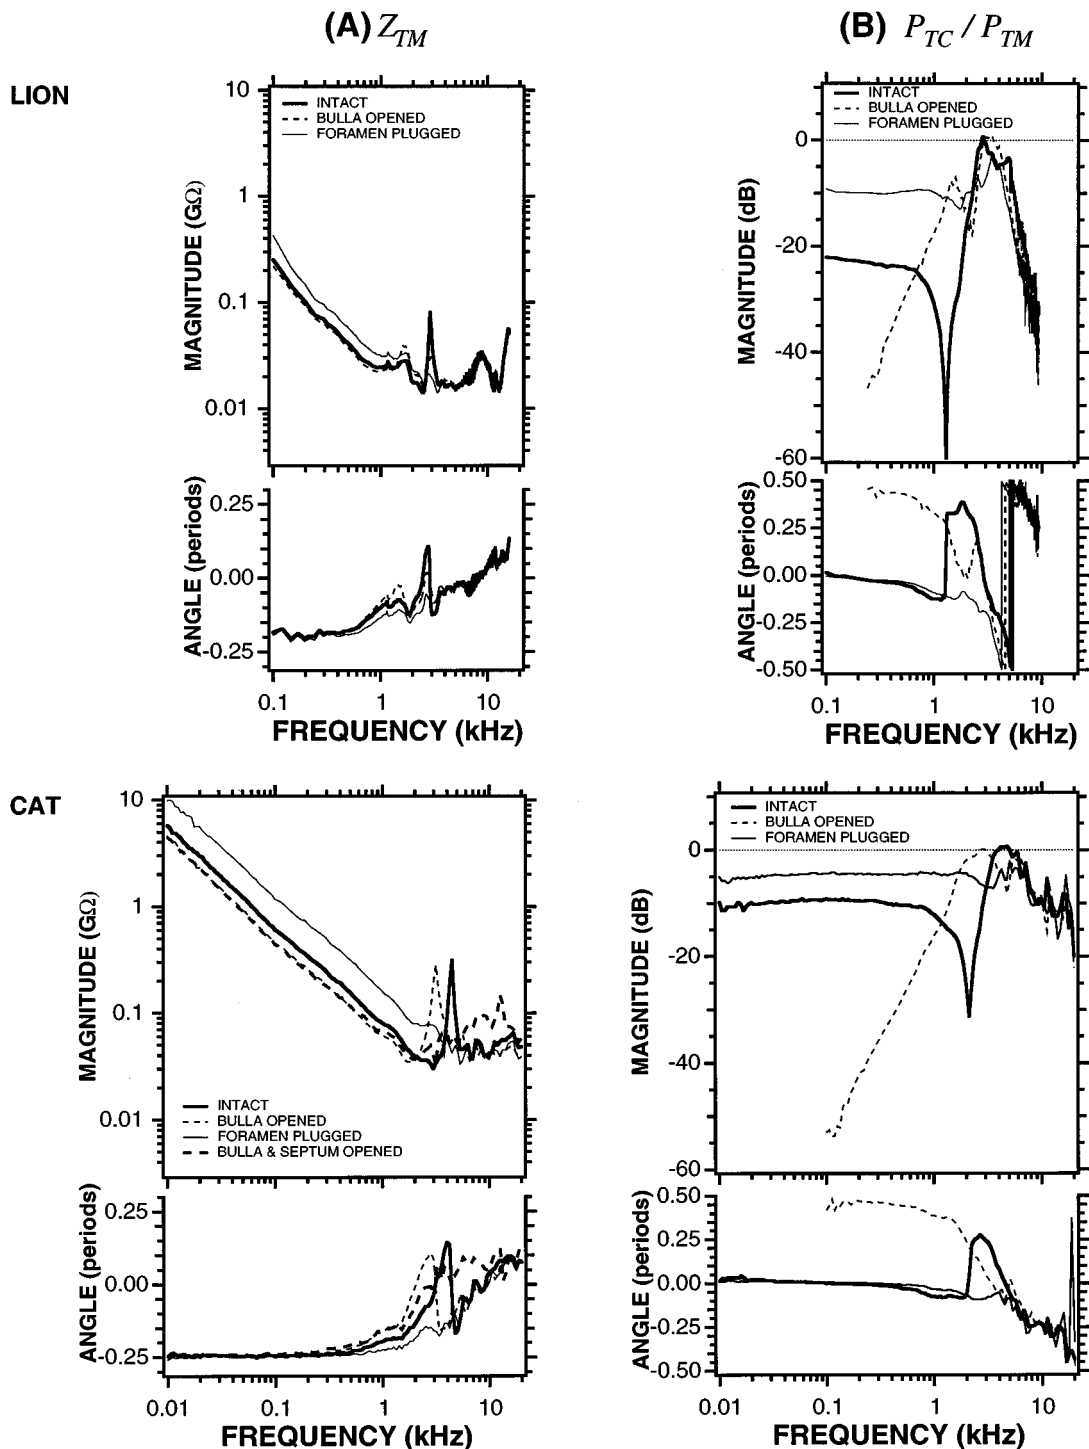 (A) Z_TM
(B) P_TC / P_TM
LION
10
1
0.1
0.01
MAGNITUDE (GΩ)
INTACT
BULLA OPENED
FORAMEN PLUGGED
0.25
0.00
-0.25
ANGLE (periods)
0.1
1
10
FREQUENCY (kHz)
0
-20
-40
-60
MAGNITUDE (dB)
INTACT
BULLA OPENED
FORAMEN PLUGGED
0.50
0.25
0.00
-0.25
-0.50
ANGLE (periods)
0.1
1
10
FREQUENCY (kHz)
CAT
10
1
0.1
0.01
MAGNITUDE (GΩ)
INTACT
BULLA OPENED
FORAMEN PLUGGED
BULLA & SEPTUM OPENED
0.25
0.00
-0.25
ANGLE (periods)
0.01
0.1
1
10
FREQUENCY (kHz)
0
-20
-40
-60
MAGNITUDE (dB)
INTACT
BULLA OPENED
FORAMEN PLUGGED
0.50
0.25
0.00
-0.25
-0.50
ANGLE (periods)
0.01
0.1
1
10
FREQUENCY (kHz)